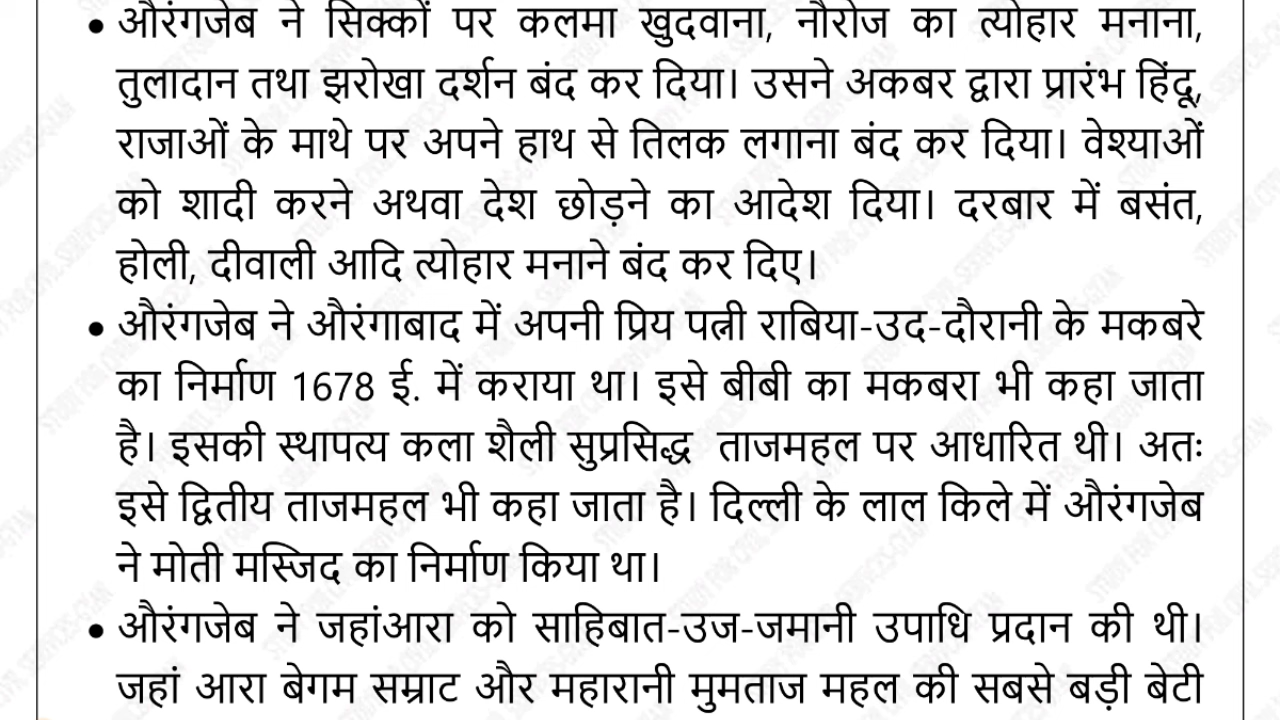 • औरंगजेब ने सिक्कों पर कलमा खुदवाना, नौरोज का त्योहार मनाना,
तुलादान तथा झरोखा दर्शन बंद कर दिया। उसने अकबर द्वारा प्रारंभ हिंदू,
राजाओं के माथे पर अपने हाथ से तिलक लगाना बंद कर दिया। वेश्याओं
को शादी करने अथवा देश छोड़ने का आदेश दिया। दरबार में बसंत,
होली, दीवाली आदि त्योहार मनाने बंद कर दिए।
• औरंगजेब ने औरंगाबाद में अपनी प्रिय पत्नी राबिया-उद-दौरानी के मकबरे
का निर्माण 1678 ई. में कराया था। इसे बीबी का मकबरा भी कहा जाता
है। इसकी स्थापत्य कला शैली सुप्रसिद्ध ताजमहल पर आधारित थी। अतः
इसे द्वितीय ताजमहल भी कहा जाता है। दिल्ली के लाल किले में औरंगजेब
ने मोती मस्जिद का निर्माण किया था।
• औरंगजेब ने जहांआरा को साहिबात-उज-जमानी उपाधि प्रदान की थी।
जहां आरा बेगम सम्राट और महारानी मुमताज महल की सबसे बड़ी बेटी